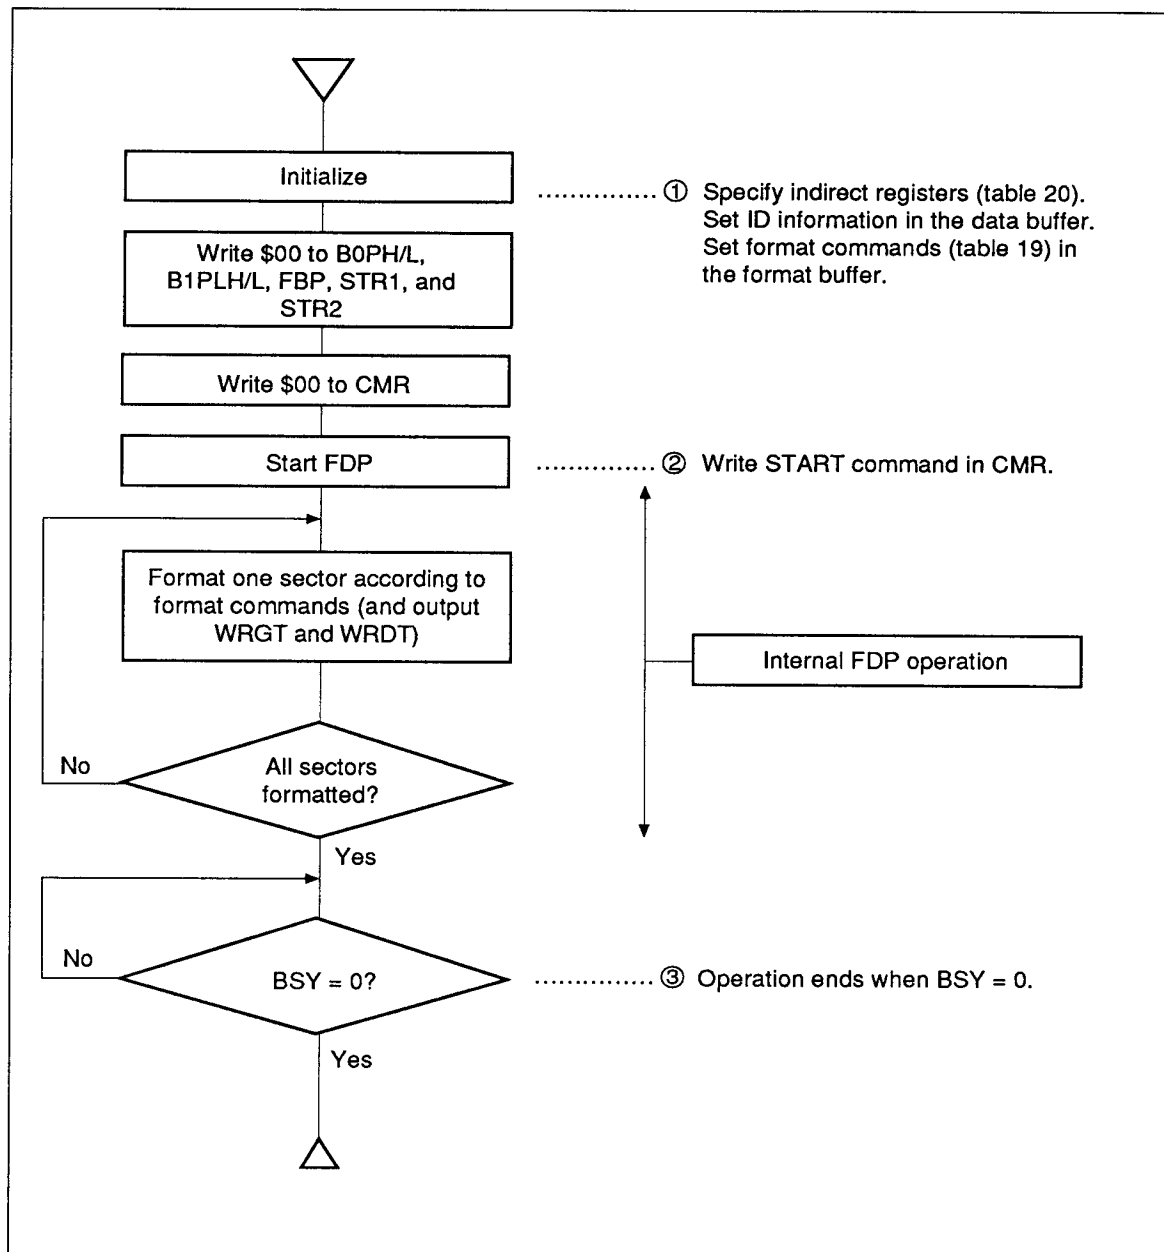 Initialize
① Specify indirect registers (table 20).
Set ID information in the data buffer.
Set format commands (table 19) in
the format buffer.
Write $00 to B0PH/L,
B1PLH/L, FBP, STR1, and
STR2
Write $00 to CMR
Start FDP
② Write START command in CMR.
Format one sector according to
format commands (and output
WRGT and WRDT)
Internal FDP operation
No
All sectors
formatted?
Yes
No
BSY = 0?
③ Operation ends when BSY = 0.
Yes